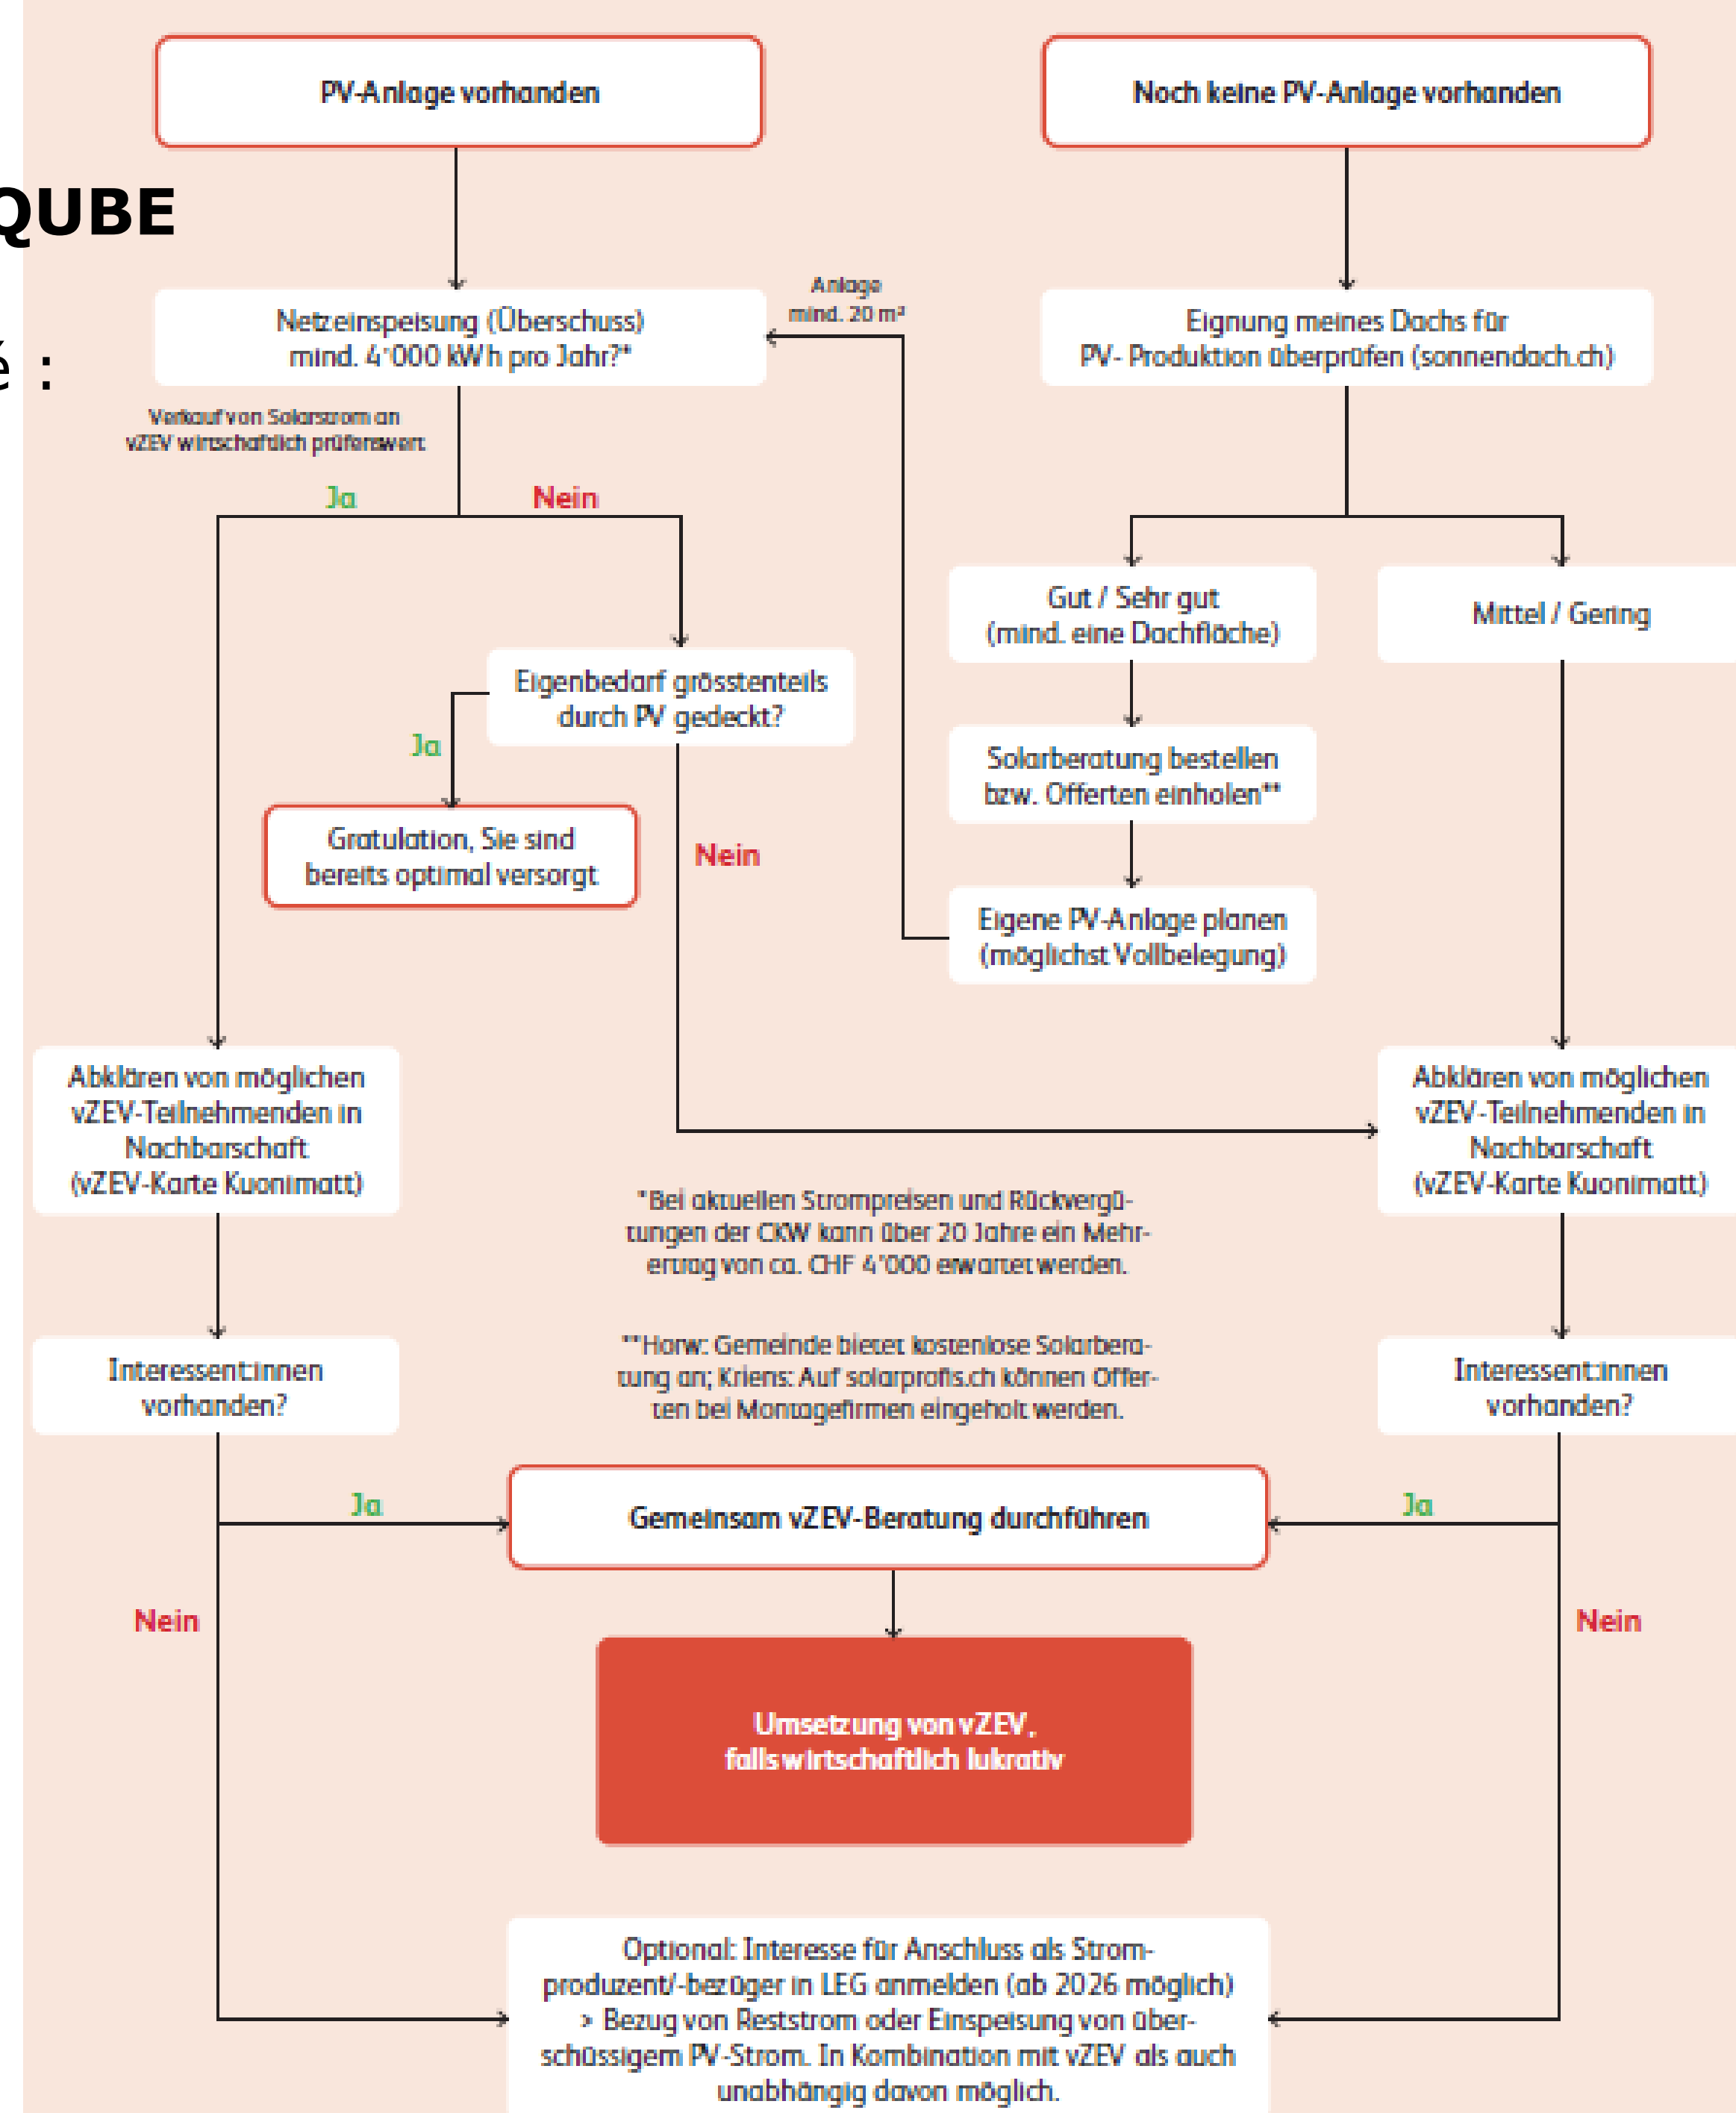 PV-Anlage vorhanden
Noch keine PV-Anlage vorhanden
QUBE
é :
Netzeinspeisung (Überschuss)
mind. 4'000 kWh pro Jahr?*
Anlage
mind. 20 m²
Eignung meines Dachs für
PV- Produktion überprüfen (sonnendach.ch)
Verkauf von Solarstrom an
vZEV wirtschaftlich prüfenswert
Ja
Nein
Gut / Sehr gut
(mind. eine Dachfläche)
Mittel / Gering
Eigenbedarf grösstenteils
durch PV gedeckt?
Ja
Solarberatung bestellen
bzw. Offerten einholen**
Gratulation, Sie sind
bereits optimal versorgt
Nein
Eigene PV-Anlage planen
(möglichst Vollbelegung)
Abklären von möglichen
vZEV-Teilnehmenden in
Nachbarschaft
(vZEV-Karte Kuonimatt)
Abklären von möglichen
vZEV-Teilnehmenden in
Nachbarschaft
(vZEV-Karte Kuonimatt)
*Bei aktuellen Strompreisen und Rückvergü-
tungen der CKW kann über 20 Jahre ein Mehr-
ertrag von ca. CHF 4'000 erwartet werden.
**Horw: Gemeinde bietet kostenlose Solarbera-
tung an; Kriens: Auf solarprofis.ch können Offer-
ten bei Montagefirmen eingeholt werden.
Interessent:innen
vorhanden?
Interessent:innen
vorhanden?
Ja
Gemeinsam vZEV-Beratung durchführen
Ja
Nein
Nein
Umsetzung von vZEV,
falls wirtschaftlich lukrativ
Optional: Interesse für Anschluss als Strom-
produzent/-bezüger in LEG anmelden (ab 2026 möglich)
> Bezug von Reststrom oder Einspeisung von über-
schüssigem PV-Strom. In Kombination mit vZEV als auch
unabhängig davon möglich.